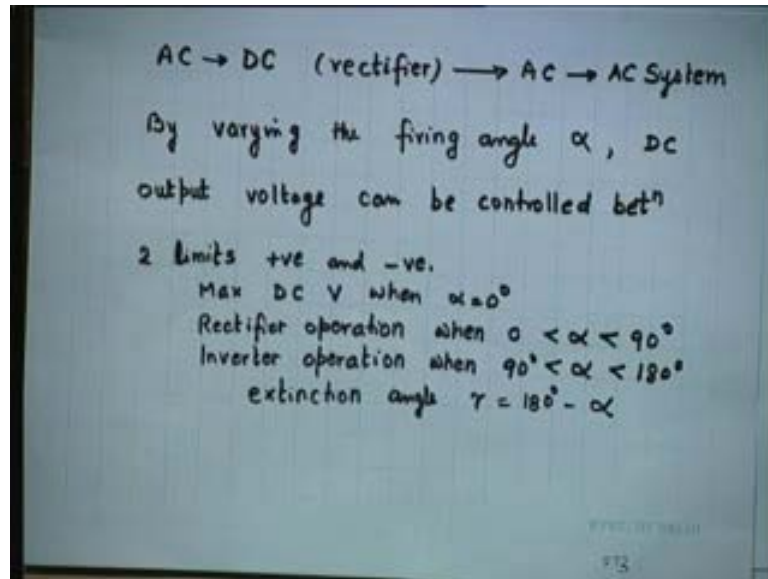 AC → DC (rectifier) ⟶ AC → AC System
By varying the firing angle α, DC
output voltage can be controlled betⁿ
2 limits +ve and -ve.
Max DC V when α=0°
Rectifier operation when 0 < α < 90°
Inverter operation when 90° < α < 180°
extinction angle γ = 180° - α